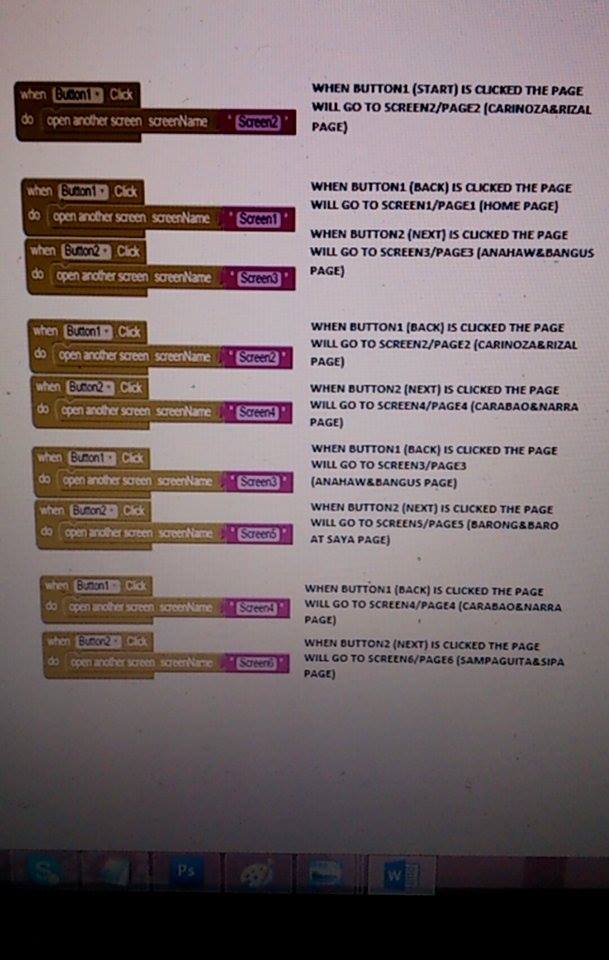 when Button1 Click
do open another screen screenName " Screen2 "
WHEN BUTTON1 (START) IS CLICKED THE PAGE
WILL GO TO SCREEN2/PAGE2 (CARINOZA&RIZAL
PAGE)
when Button1 Click
do open another screen screenName " Screen1 "
WHEN BUTTON1 (BACK) IS CLICKED THE PAGE
WILL GO TO SCREEN1/PAGE1 (HOME PAGE)
when Button2 Click
do open another screen screenName " Screen3 "
WHEN BUTTON2 (NEXT) IS CLICKED THE PAGE
WILL GO TO SCREEN3/PAGE3 (ANAHAW&BANGUS
PAGE)
when Button1 Click
do open another screen screenName " Screen2 "
WHEN BUTTON1 (BACK) IS CLICKED THE PAGE
WILL GO TO SCREEN2/PAGE2 (CARINOZA&RIZAL
PAGE)
when Button2 Click
do open another screen screenName " Screen4 "
WHEN BUTTON2 (NEXT) IS CLICKED THE PAGE
WILL GO TO SCREEN4/PAGE4 (CARABAO&NARRA
PAGE)
when Button1 Click
do open another screen screenName " Screen3 "
WHEN BUTTON1 (BACK) IS CLICKED THE PAGE
WILL GO TO SCREEN3/PAGE3
(ANAHAW&BANGUS PAGE)
when Button2 Click
do open another screen screenName " Screen5 "
WHEN BUTTON2 (NEXT) IS CLICKED THE PAGE
WILL GO TO SCREEN5/PAGE5 (BARONG&BARO
AT SAYA PAGE)
when Button1 Click
do open another screen screenName " Screen4 "
WHEN BUTTON1 (BACK) IS CLICKED THE PAGE
WILL GO TO SCREEN4/PAGE4 (CARABAO&NARRA
PAGE)
when Button2 Click
do open another screen screenName " Screen6 "
WHEN BUTTON2 (NEXT) IS CLICKED THE PAGE
WILL GO TO SCREEN6/PAGE6 (SAMPAGUITA&SIPA
PAGE)
S Ps W